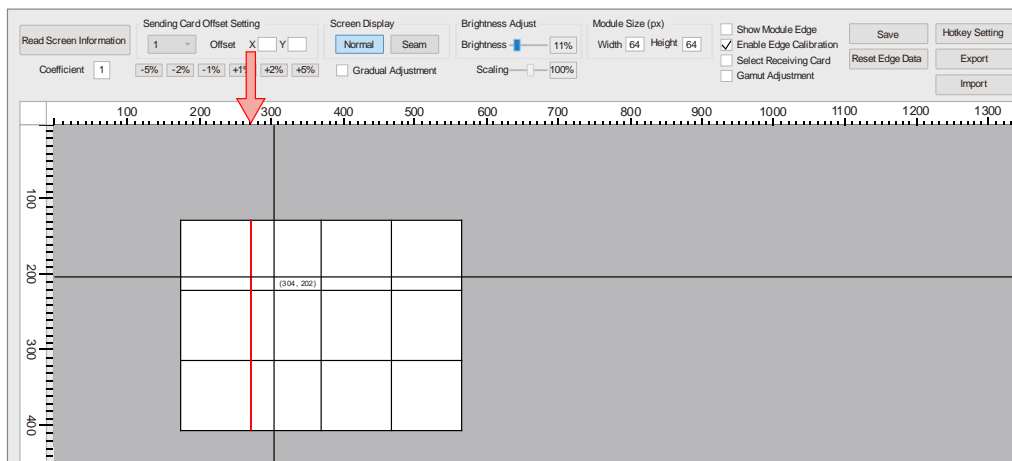 Sending Card Offset Setting
Screen Display
Brightness Adjust
Module Size (px)
Read Screen Information
1
Offset
X
Y
Normal
Seam
Brightness
11%
Width
64
Height
64
Show Module Edge
Enable Edge Calibration
Select Receiving Card
Gamut Adjustment
Save
Hotkey Setting
Reset Edge Data
Export
Import
Coefficient
1
-5%
-2%
-1%
+1%
+2%
+5%
Gradual Adjustment
Scaling
100%
100
200
300
400
500
600
700
800
900
1000
1100
1200
1300
100
200
(304 , 202)
300
400